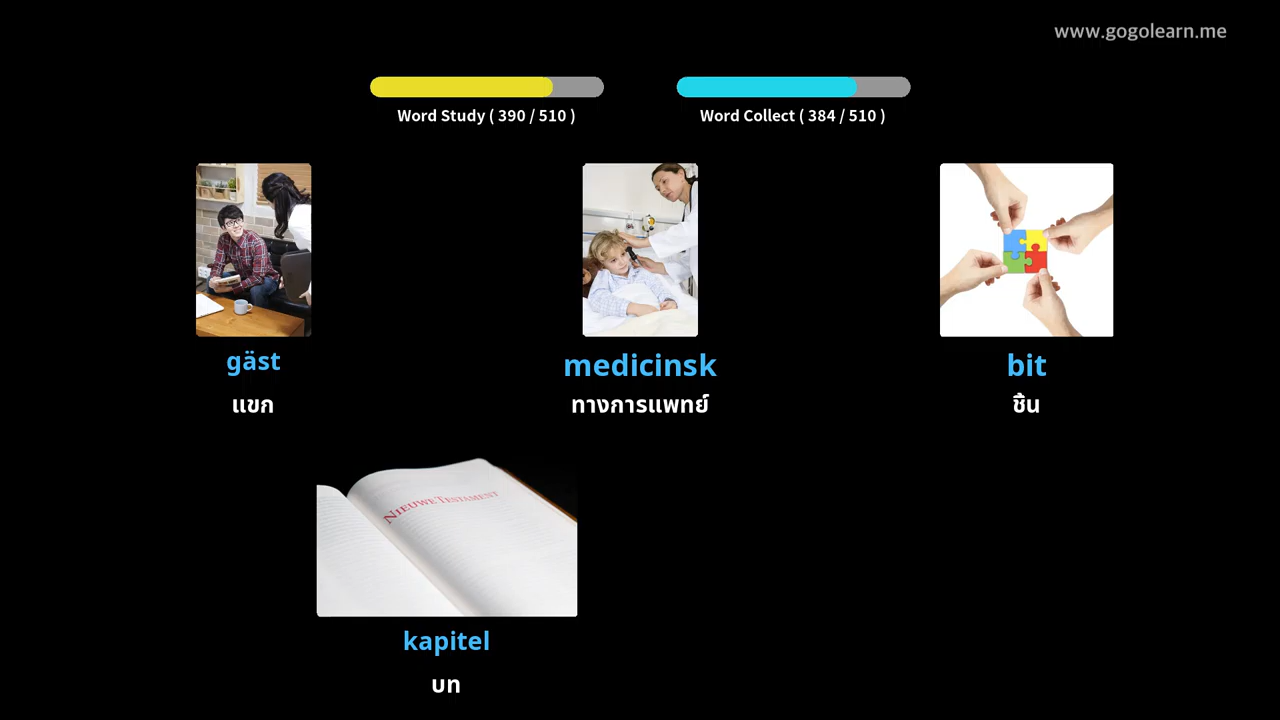 www.gogolearn.me
Word Study ( 390 / 510 )
Word Collect ( 384 / 510 )
gäst
แขก
medicinsk
ทางการแพทย์
bit
ชิ้น
NIEUWE TESTAMENT
kapitel
บท